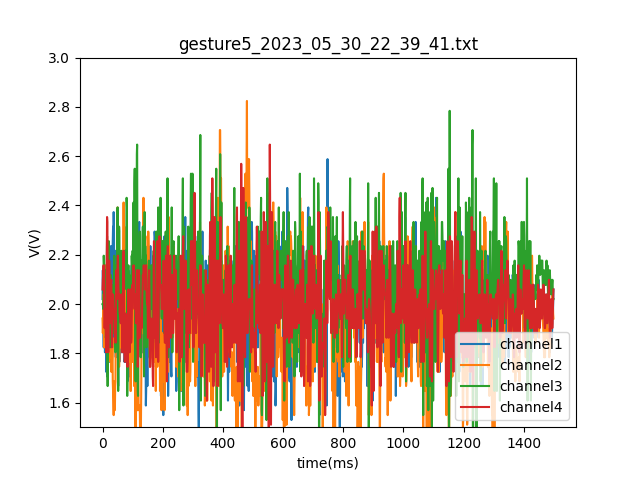 gesture5_2023_05_30_22_39_41.txt
3.0
2.8
2.6
2.4
2.2
2.0
1.8
1.6
V(V)
channel1
channel2
channel3
channel4
0 200 400 600 800 1000 1200 1400
time(ms)